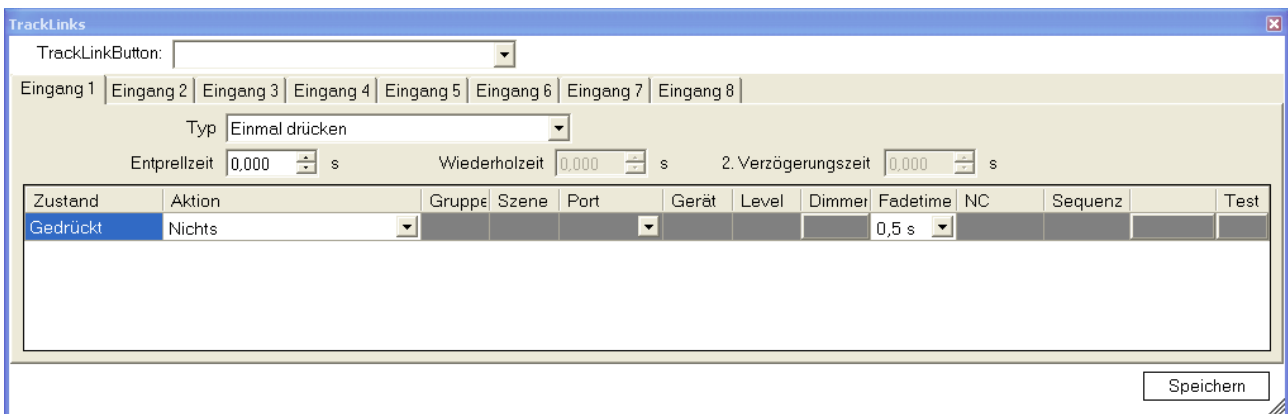 TrackLinks
TrackLinkButton:
Eingang 1 Eingang 2 Eingang 3 Eingang 4 Eingang 5 Eingang 6 Eingang 7 Eingang 8
Typ Einmal drücken
Entprellzeit 0,000 s Wiederholzeit 0,000 s 2. Verzögerungszeit 0,000 s
Zustand Aktion Gruppe Szene Port Gerät Level Dimmer Fadetime NC Sequenz Test
Gedrückt Nichts 0,5 s
Speichern